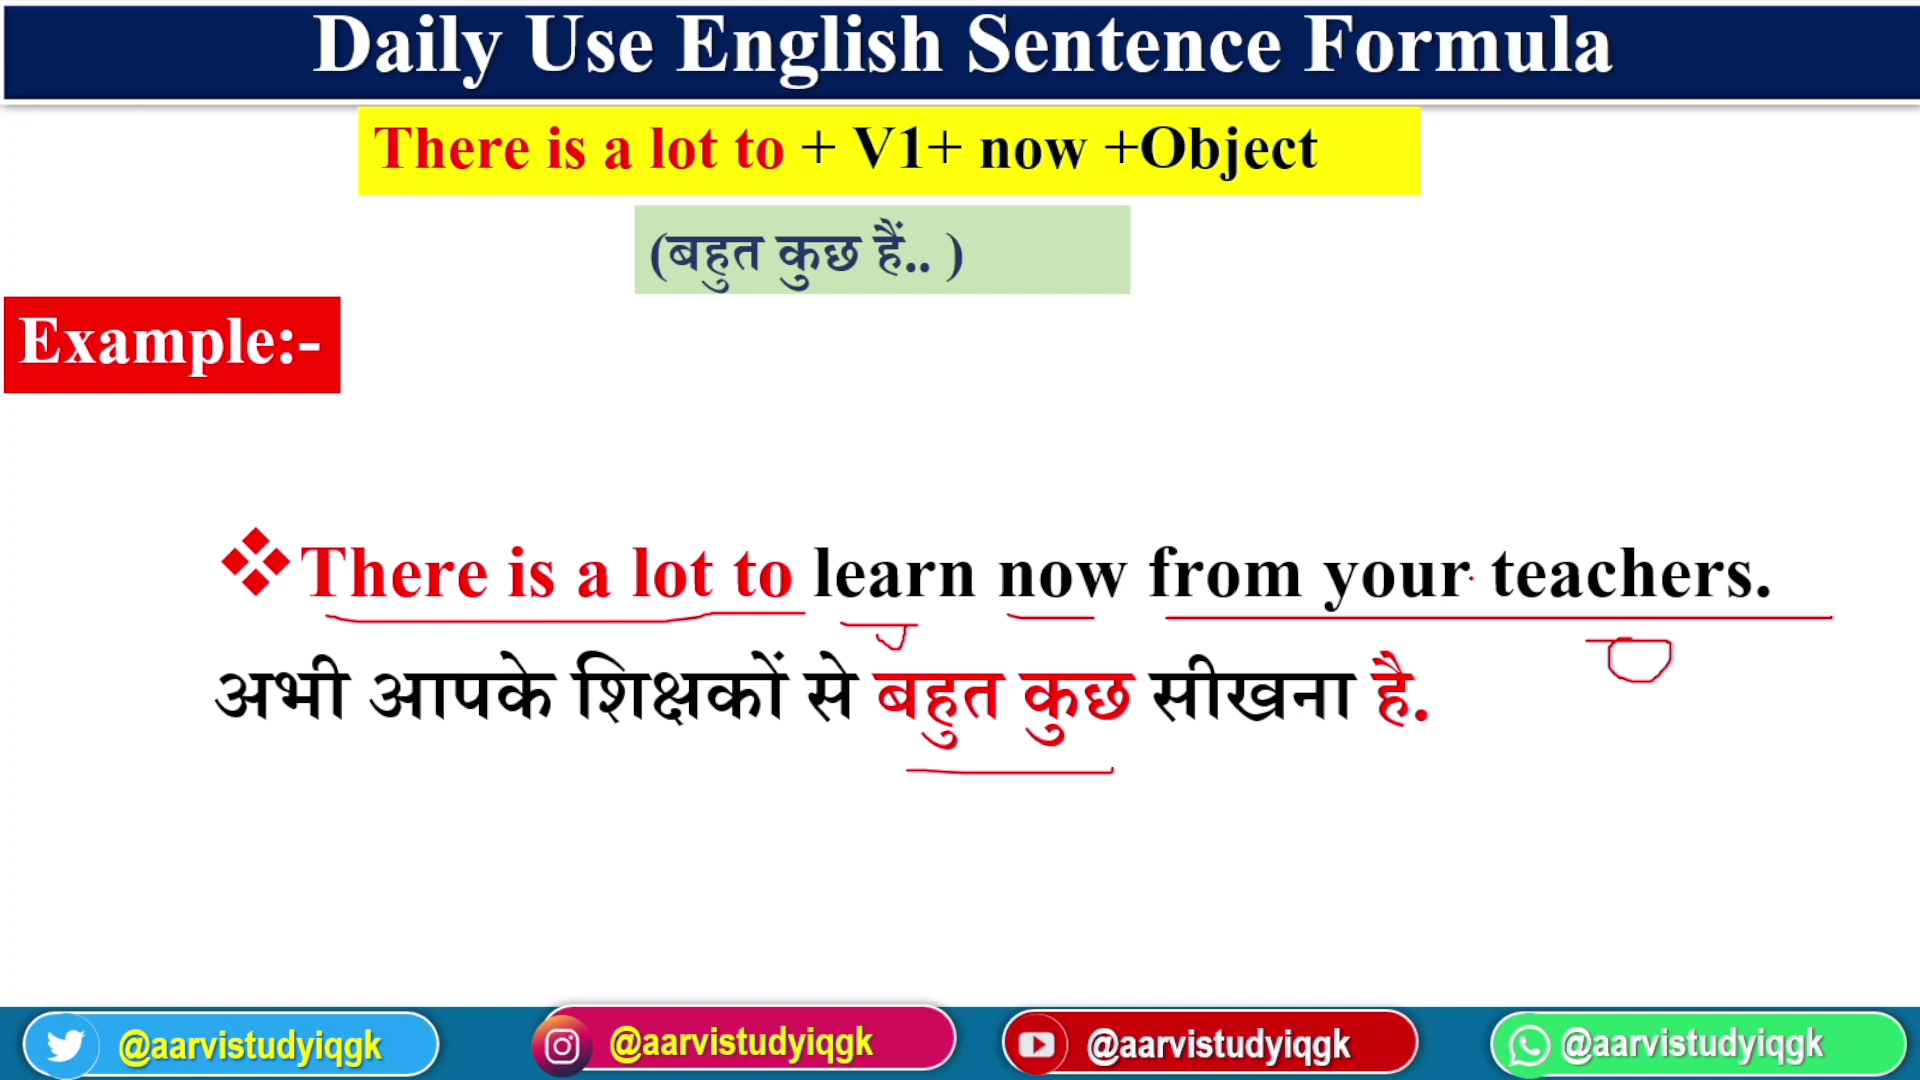 Daily Use English Sentence Formula
There is a lot to + V1+ now +Object
(बहुत कुछ हैं.. )
Example:-
There is a lot to learn now from your teachers.
अभी आपके शिक्षकों से बहुत कुछ सीखना है.
@aarvistudyiqgk
@aarvistudyiqgk
@aarvistudyiqgk
@aarvistudyiqgk